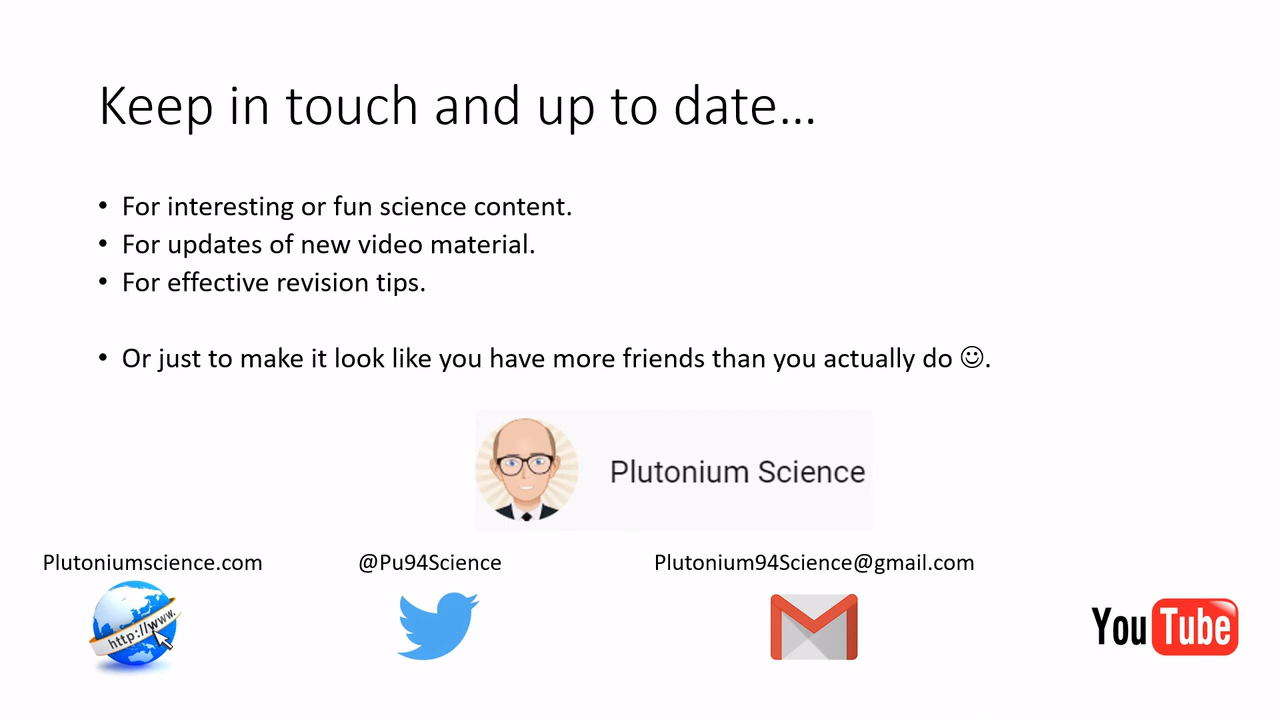 Keep in touch and up to date...
• For interesting or fun science content.
• For updates of new video material.
• For effective revision tips.
• Or just to make it look like you have more friends than you actually do ☺.
Plutonium Science
Plutoniumscience.com
@Pu94Science
Plutonium94Science@gmail.com
http://www.
YouTube